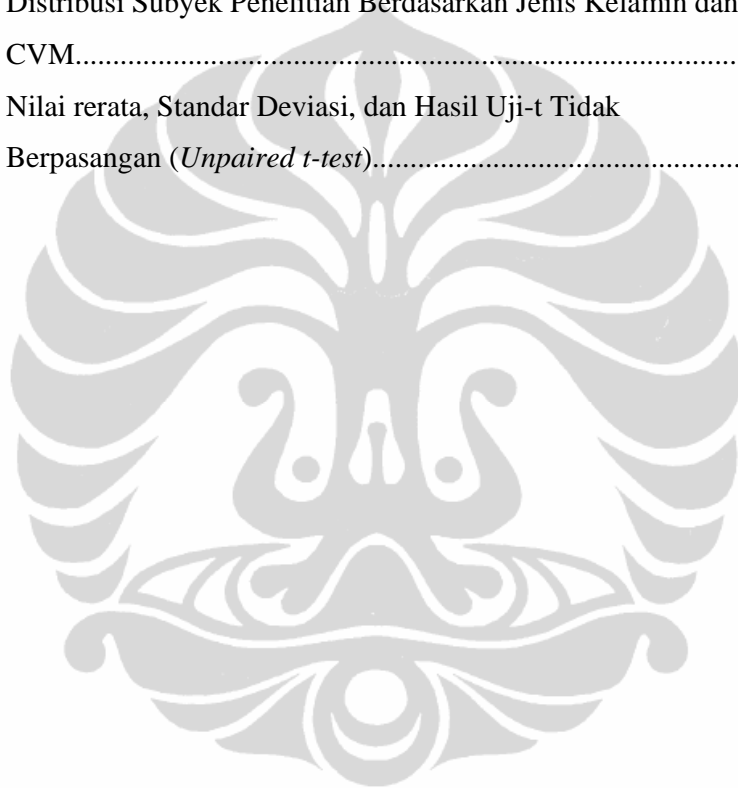 Distribusi Subyek Penelitian Berdasarkan Jenis Kelamin dan
CVM........................................................................................
Nilai rerata, Standar Deviasi, dan Hasil Uji-t Tidak
Berpasangan (Unpaired t-test).................................................